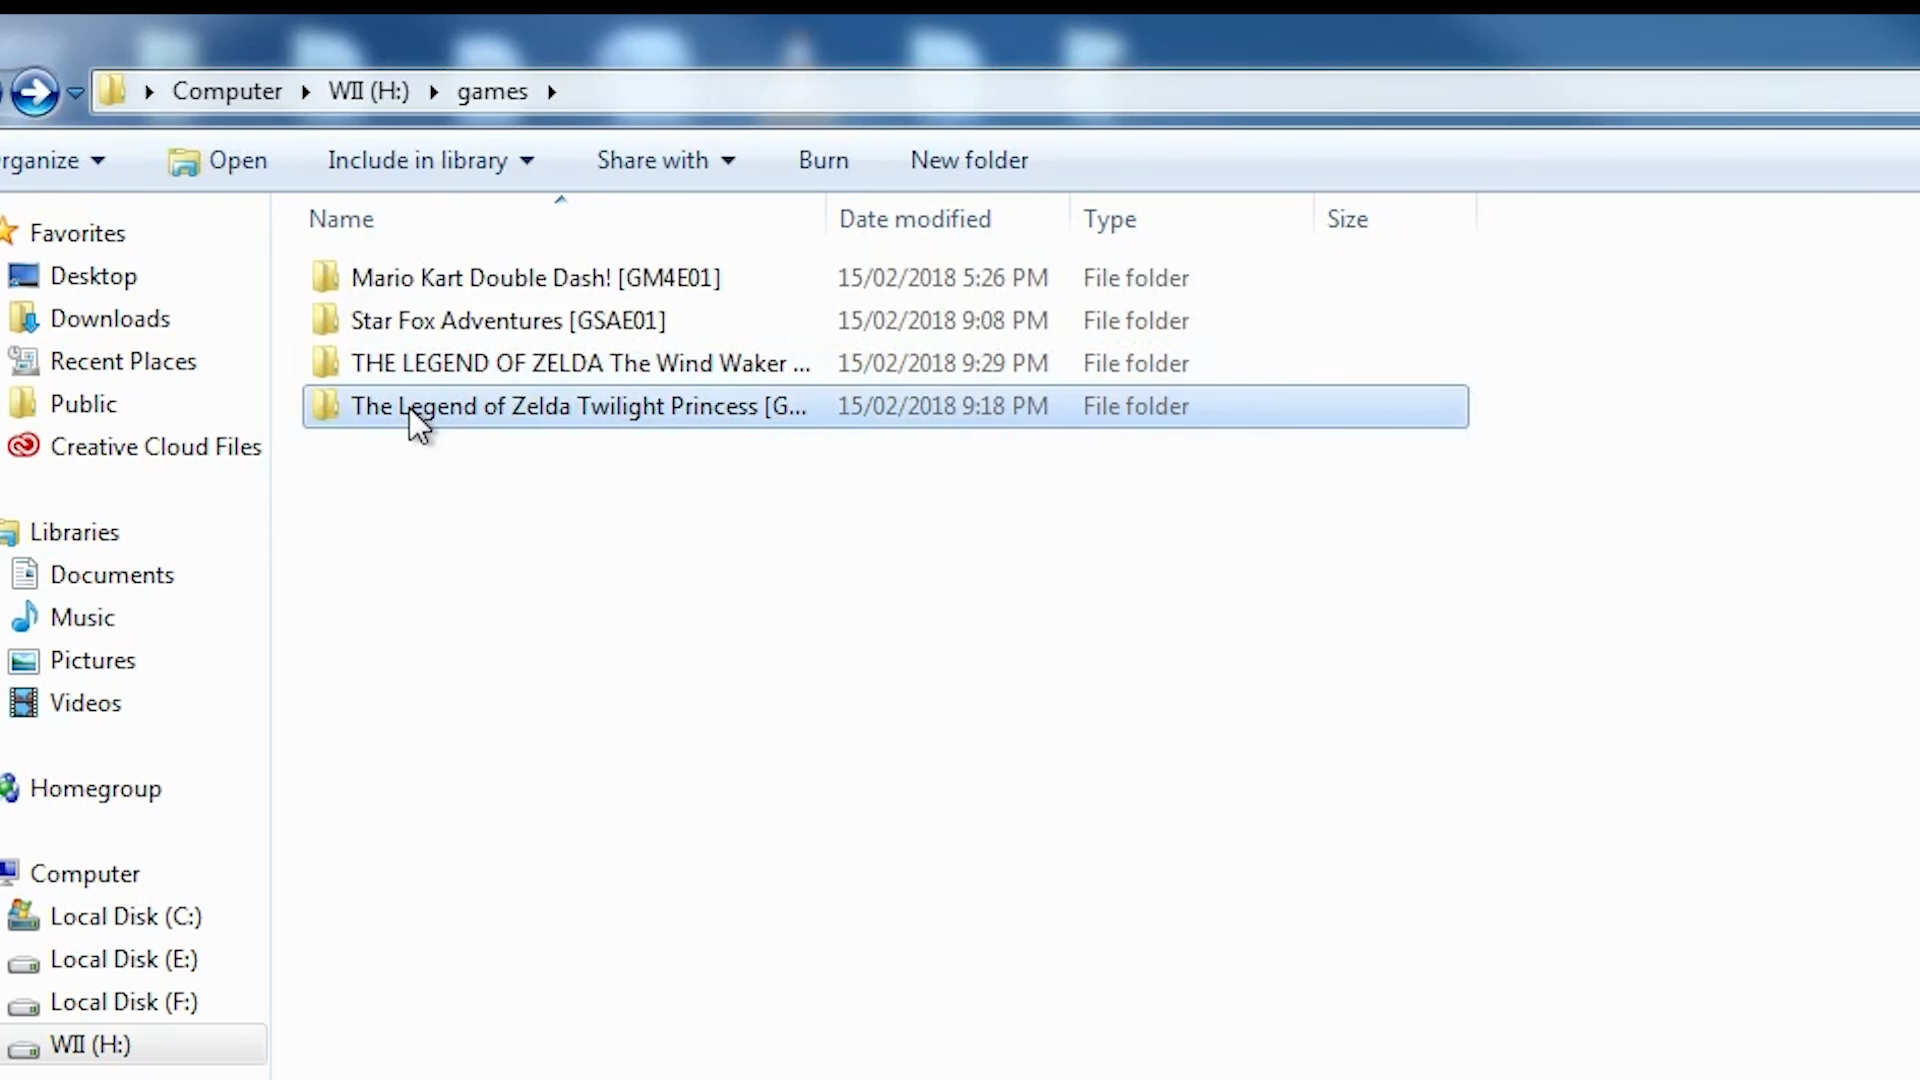 Computer WII (H:) games
rganize Open Include in library Share with Burn New folder
Name Date modified Type Size
Mario Kart Double Dash! [GM4E01] 15/02/2018 5:26 PM File folder
Star Fox Adventures [GSAE01] 15/02/2018 9:08 PM File folder
THE LEGEND OF ZELDA The Wind Waker ... 15/02/2018 9:29 PM File folder
The Legend of Zelda Twilight Princess [G... 15/02/2018 9:18 PM File folder
Favorites
Desktop
Downloads
Recent Places
Public
Creative Cloud Files
Libraries
Documents
Music
Pictures
Videos
Homegroup
Computer
Local Disk (C:)
Local Disk (E:)
Local Disk (F:)
WII (H:)